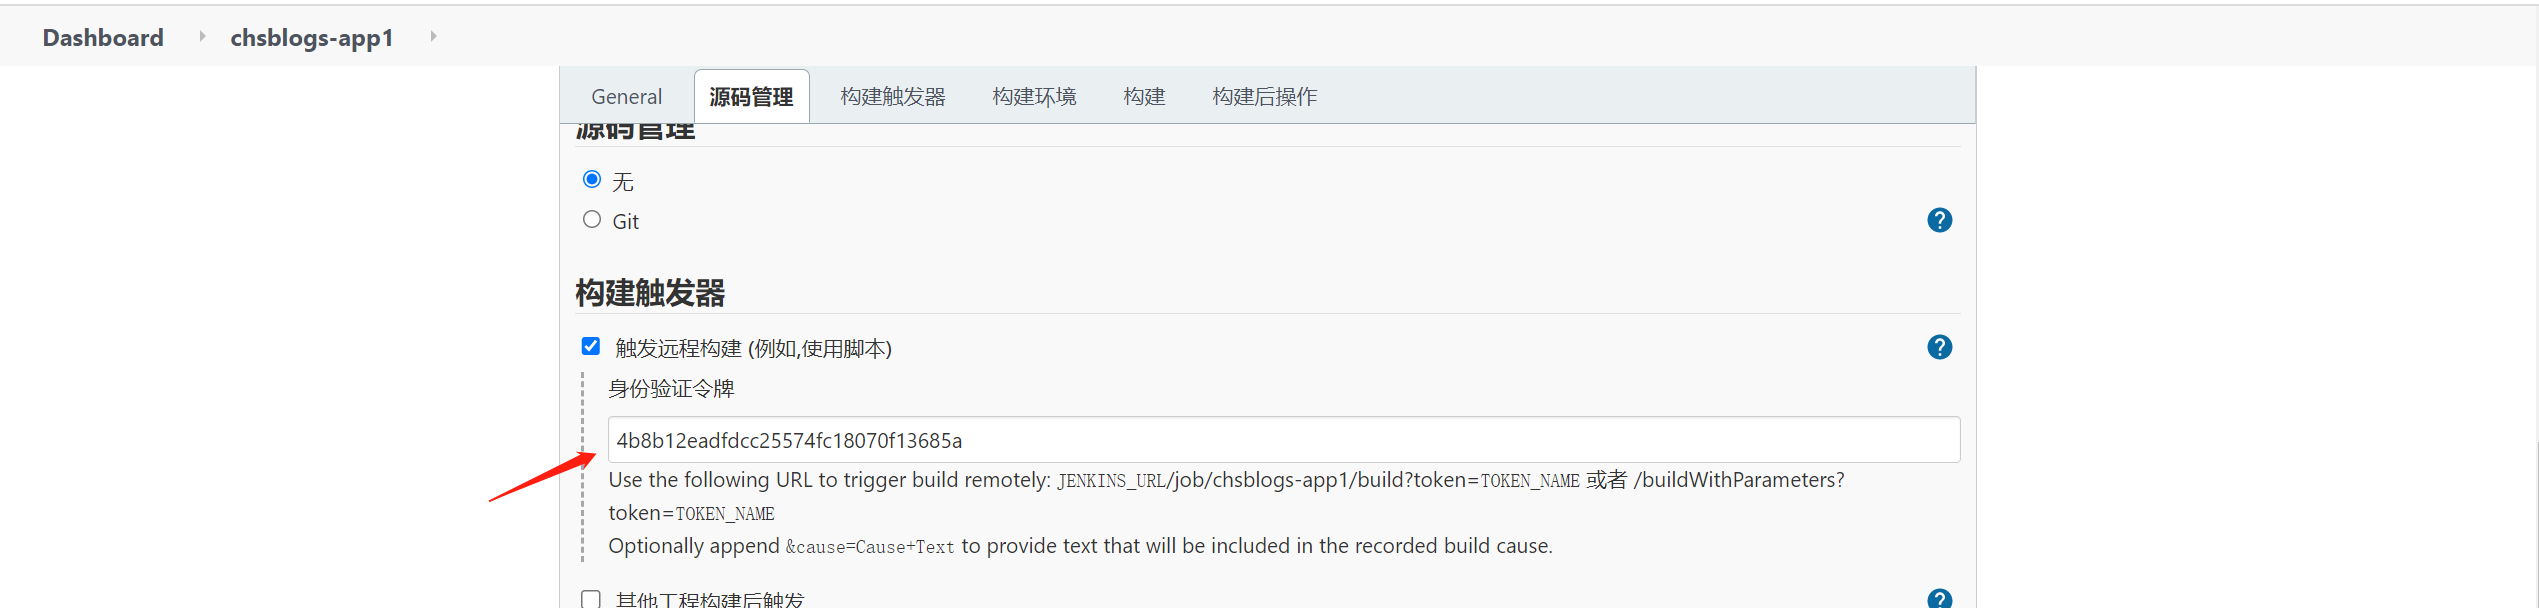 Dashboard chsblogs-app1
General 源码管理 构建触发器 构建环境 构建 构建后操作
源码管理
无
Git
构建触发器
触发远程构建 (例如,使用脚本)
身份验证令牌
4b8b12eadfdcc25574fc18070f13685a
Use the following URL to trigger build remotely: JENKINS_URL/job/chsblogs-app1/build?token=TOKEN_NAME 或者 /buildWithParameters?
token=TOKEN_NAME
Optionally append &cause=Cause+Text to provide text that will be included in the recorded build cause.
其他工程构建后触发